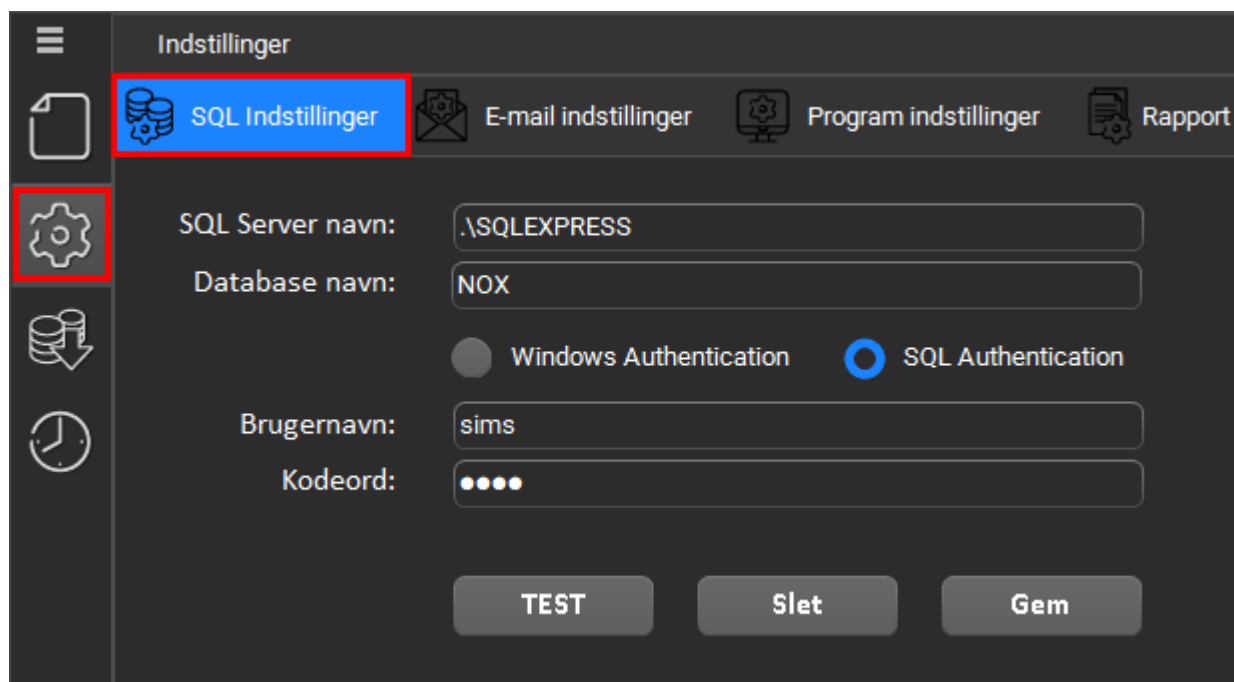 Indstillinger
SQL Indstillinger E-mail indstillinger Program indstillinger Rapport
SQL Server navn: .\SQLEXPRESS
Database navn: NOX
Windows Authentication SQL Authentication
Brugernavn: sims
Kodeord: ●●●●
TEST Slet Gem